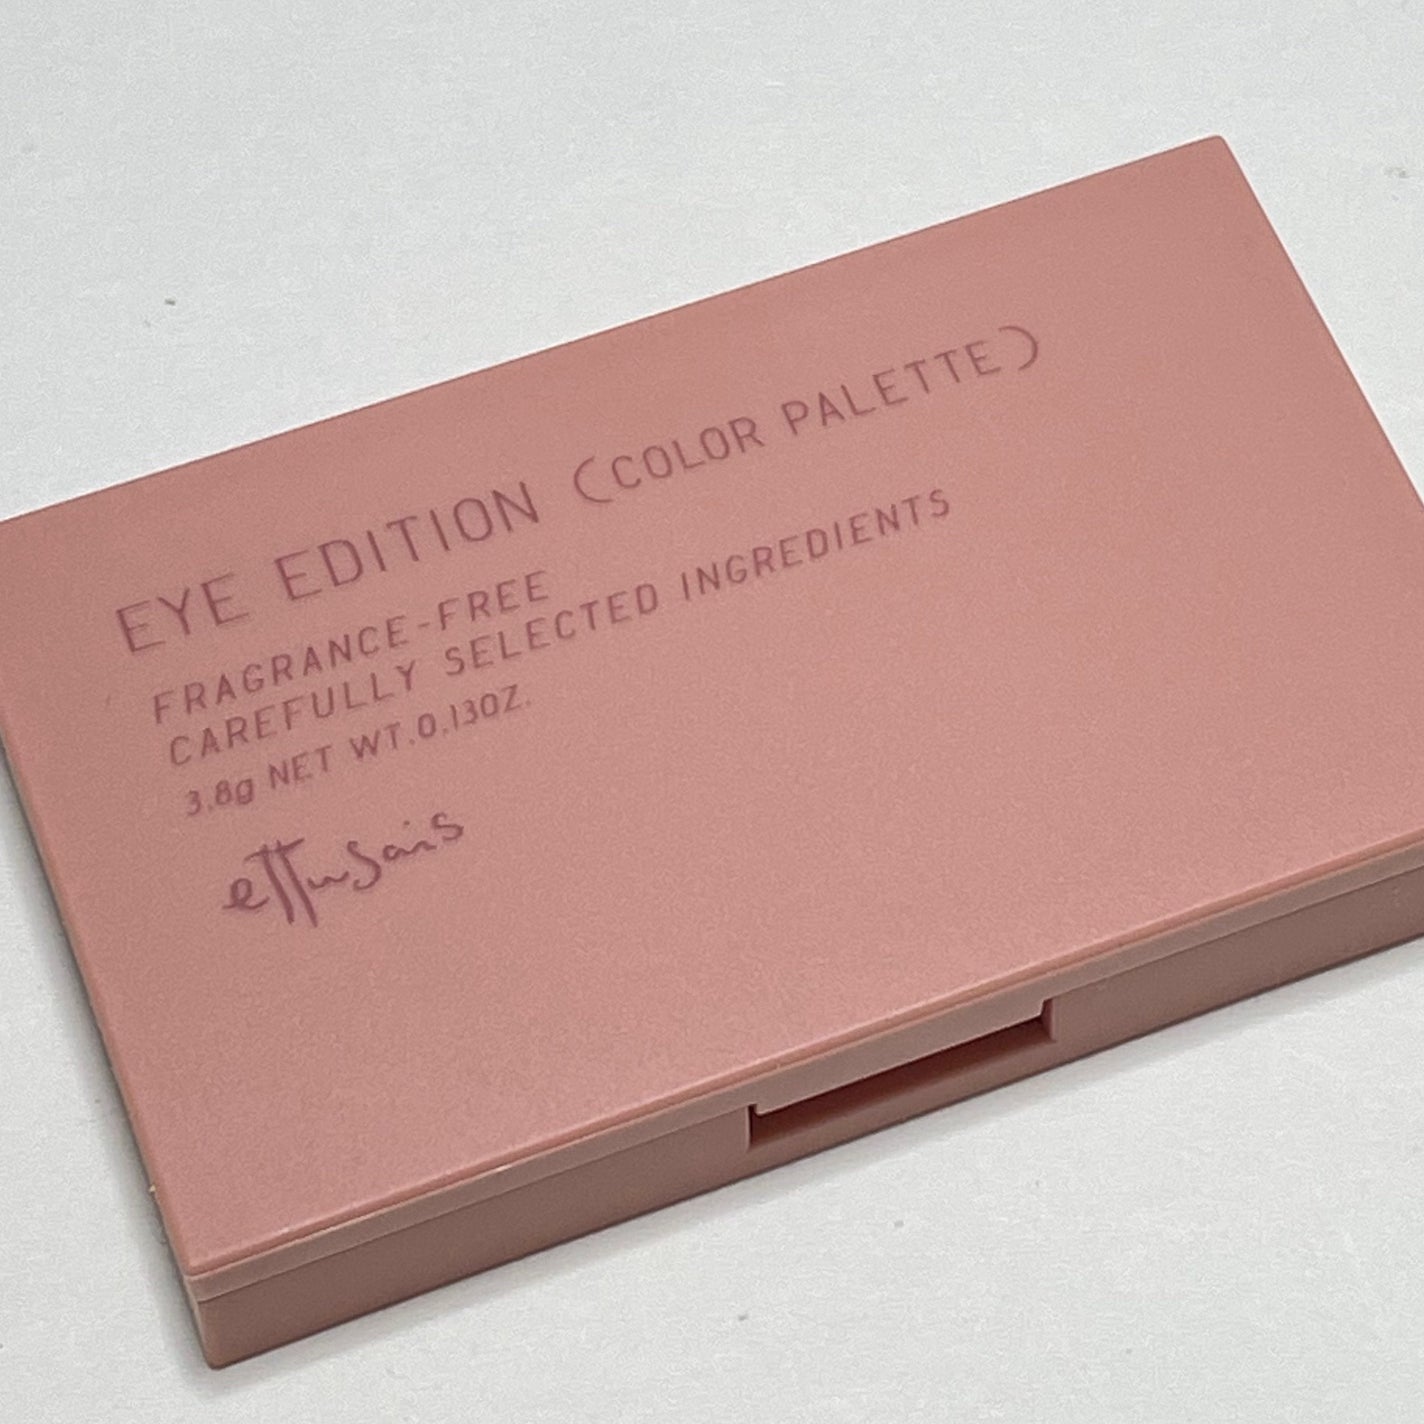 EYE EDITION (COLOR PALETTE)
FRAGRANCE-FREE
CAREFULLY SELECTED INGREDIENTS
3.8g NET WT.0.13OZ.
ettusais